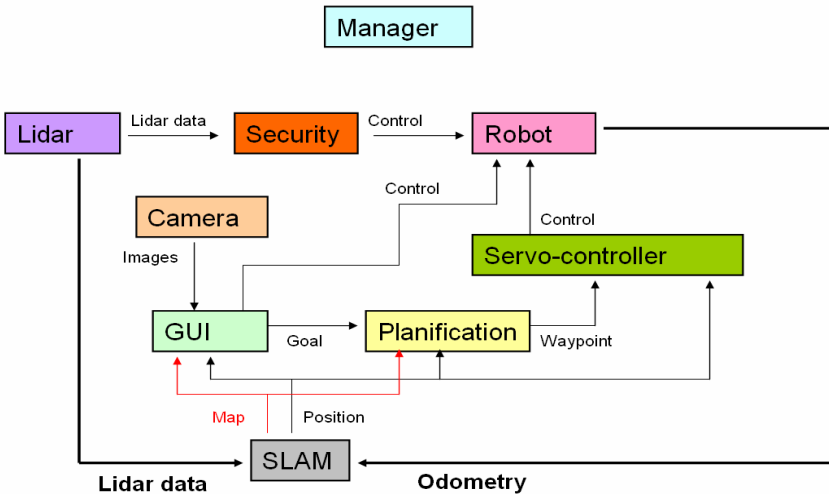 Manager
Lidar
Lidar data
Security
Control
Robot
Control
Camera
Control
Images
Servo-controller
GUI
Goal
Planification
Waypoint
Map
Position
SLAM
Lidar data
Odometry